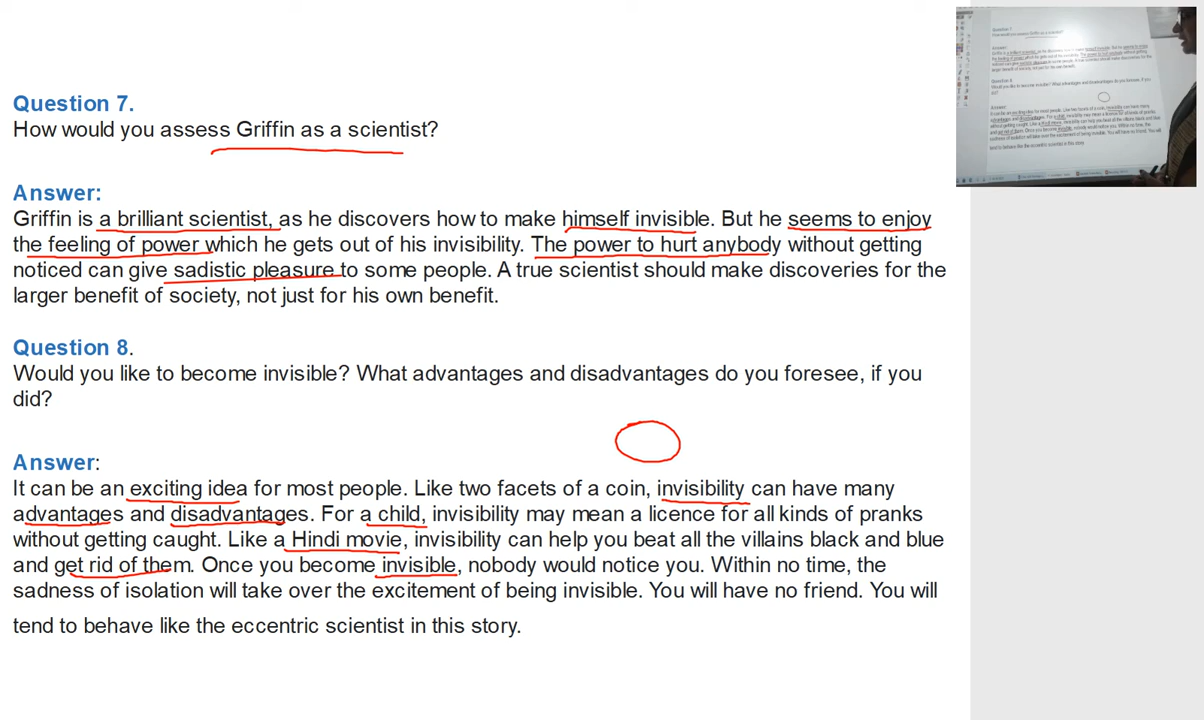 Question 7.
How would you assess Griffin as a scientist?
Answer:
Griffin is a brilliant scientist, as he discovers how to make himself invisible. But he seems to enjoy
the feeling of power which he gets out of his invisibility. The power to hurt anybody without getting
noticed can give sadistic pleasure to some people. A true scientist should make discoveries for the
larger benefit of society, not just for his own benefit.
Question 8.
Would you like to become invisible? What advantages and disadvantages do you foresee, if you
did?
Answer:
It can be an exciting idea for most people. Like two facets of a coin, invisibility can have many
advantages and disadvantages. For a child, invisibility may mean a licence for all kinds of pranks
without getting caught. Like a Hindi movie, invisibility can help you beat all the villains black and blue
and get rid of them. Once you become invisible, nobody would notice you. Within no time, the
sadness of isolation will take over the excitement of being invisible. You will have no friend. You will
tend to behave like the eccentric scientist in this story.